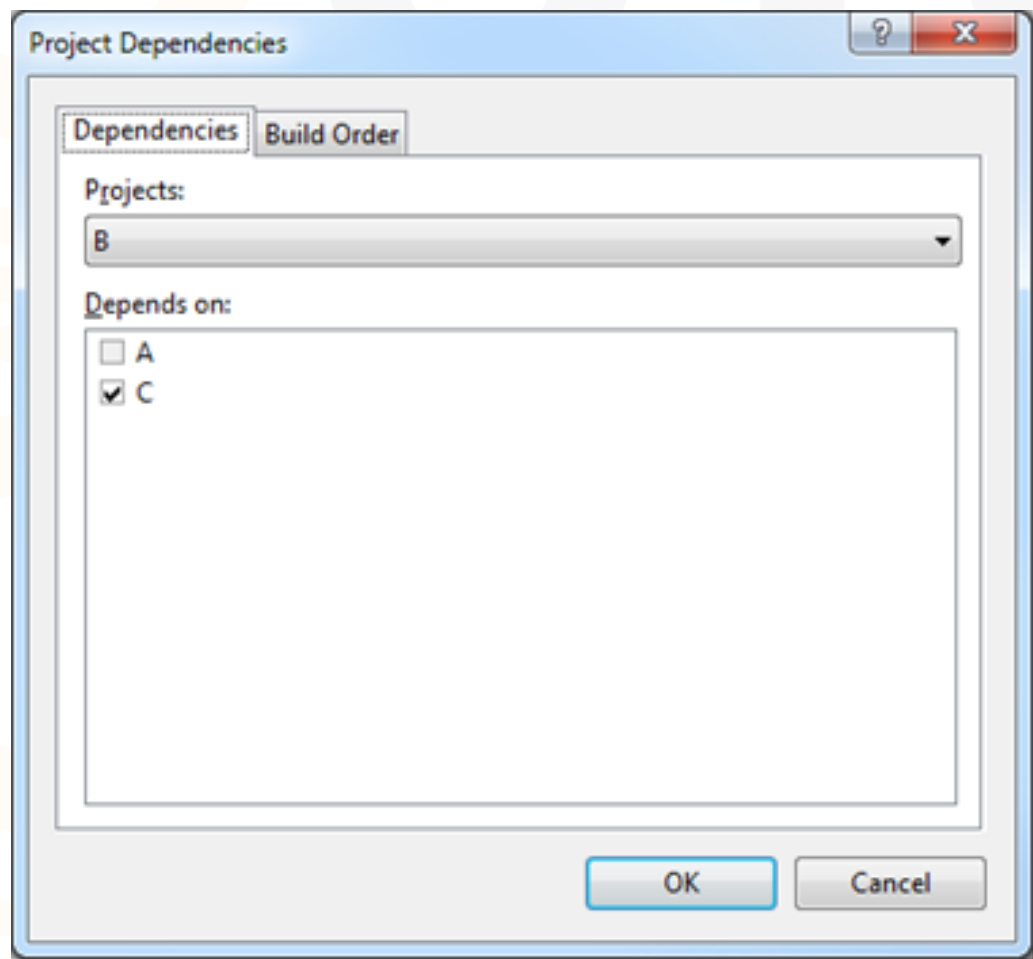 Project Dependencies
?
Dependencies
Build Order
Projects:
B
Depends on:
A
C
OK
Cancel